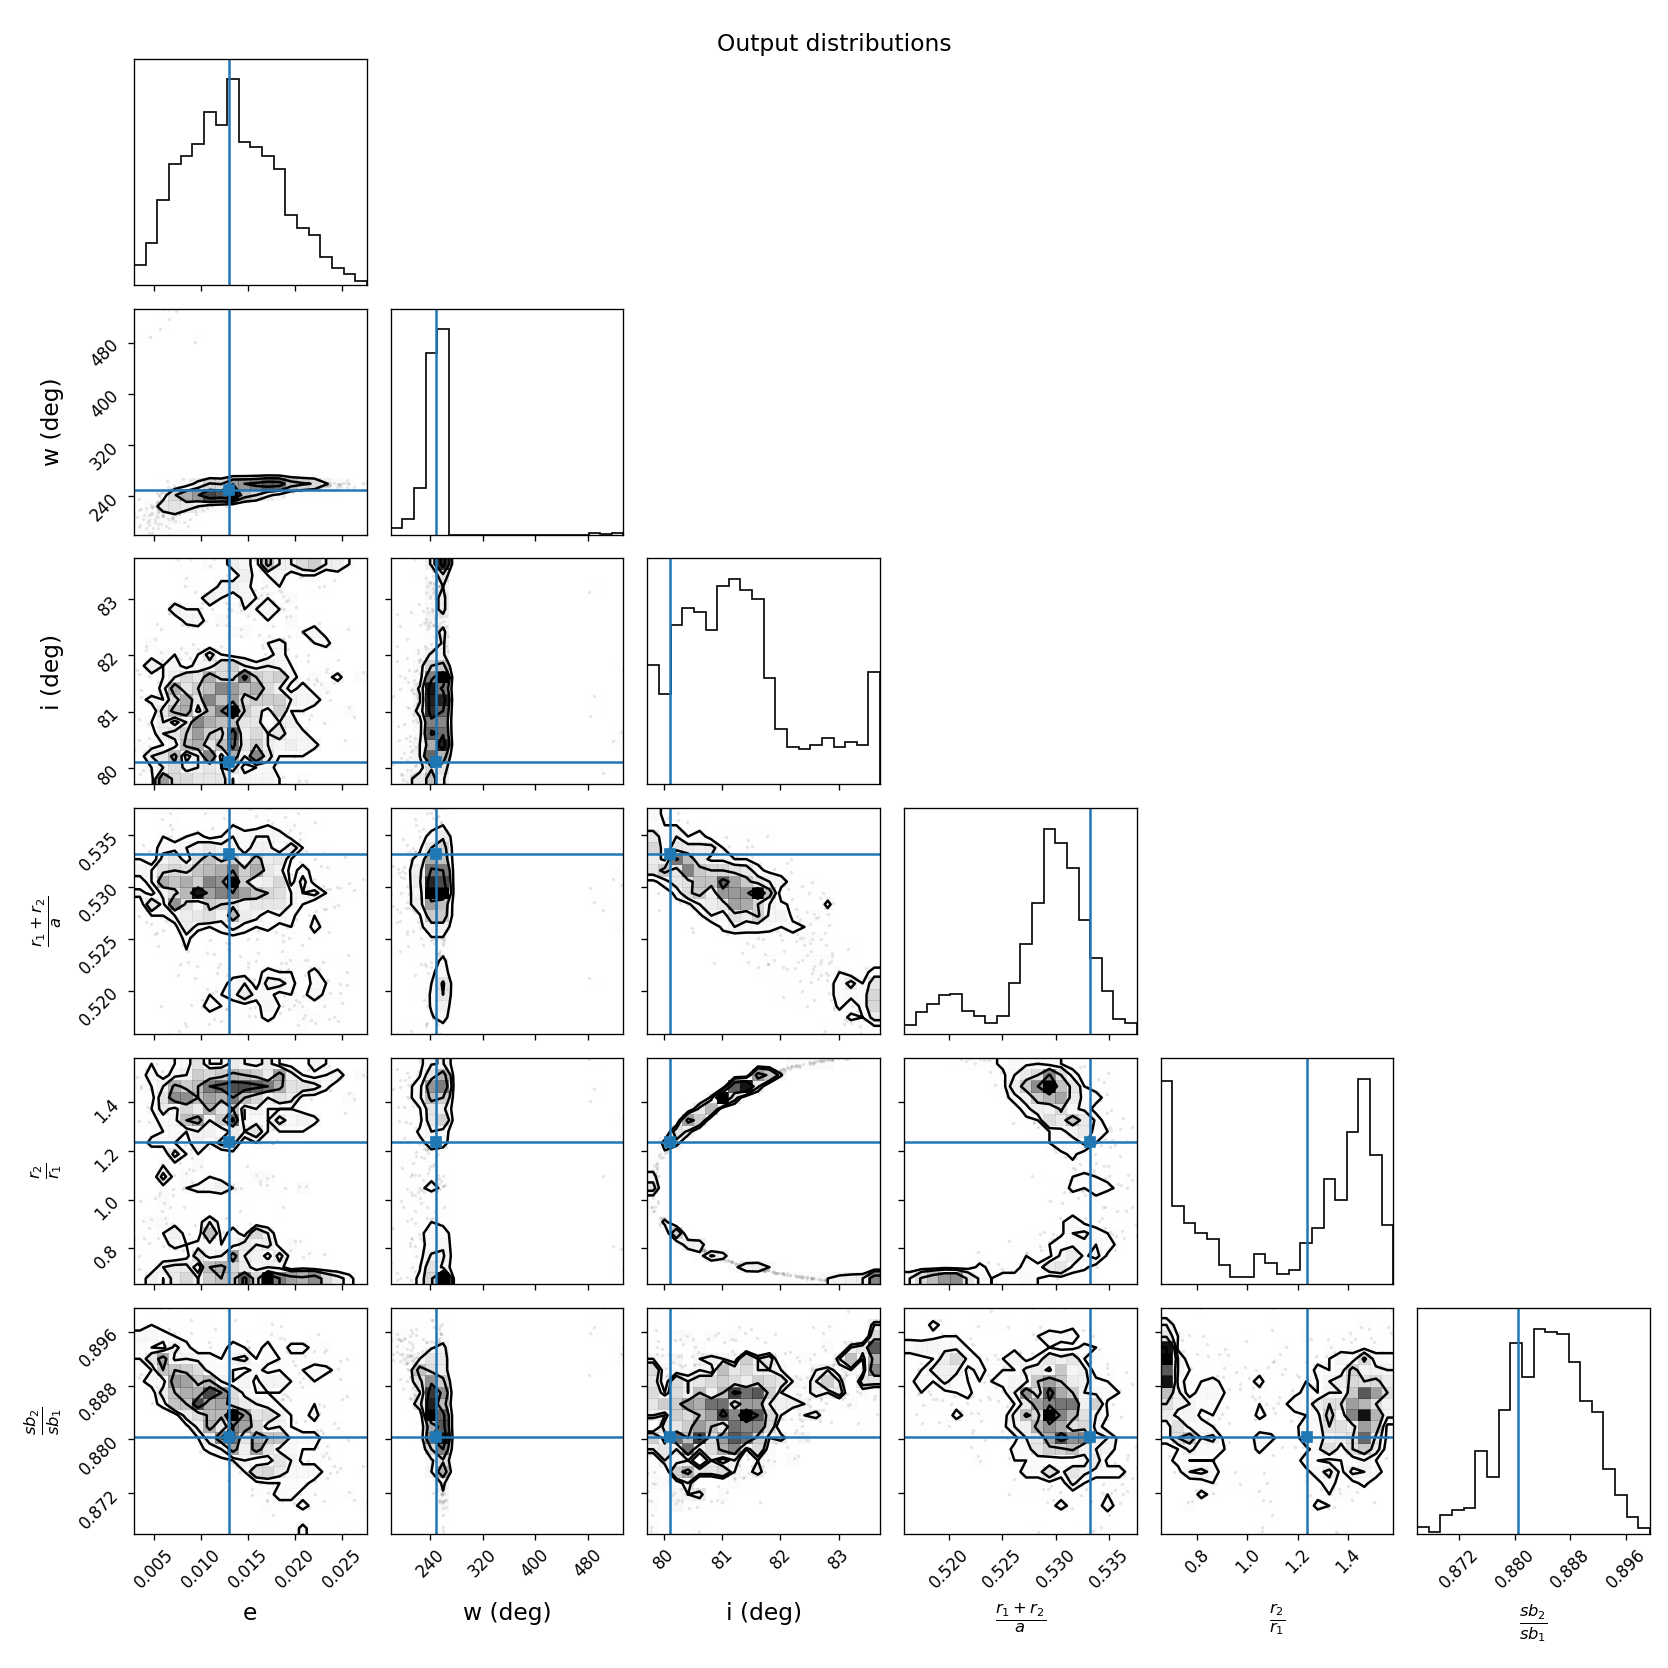 Output distributions
480
400
320
240
w (deg)
83
82
81
80
i (deg)
0.535
0.530
0.525
0.520
r₁ + r₂
a
1.4
1.2
1.0
0.8
r₂
r₁
0.896
0.888
0.880
0.872
sb₂
sb₁
0.005 0.010 0.015 0.020 0.025 240 320 400 480 80 81 82 83 0.520 0.525 0.530 0.535 0.8 1.0 1.2 1.4 0.872 0.880 0.888 0.896
e w (deg) i (deg) r₁ + r₂ r₂ sb₂
a r₁ sb₁